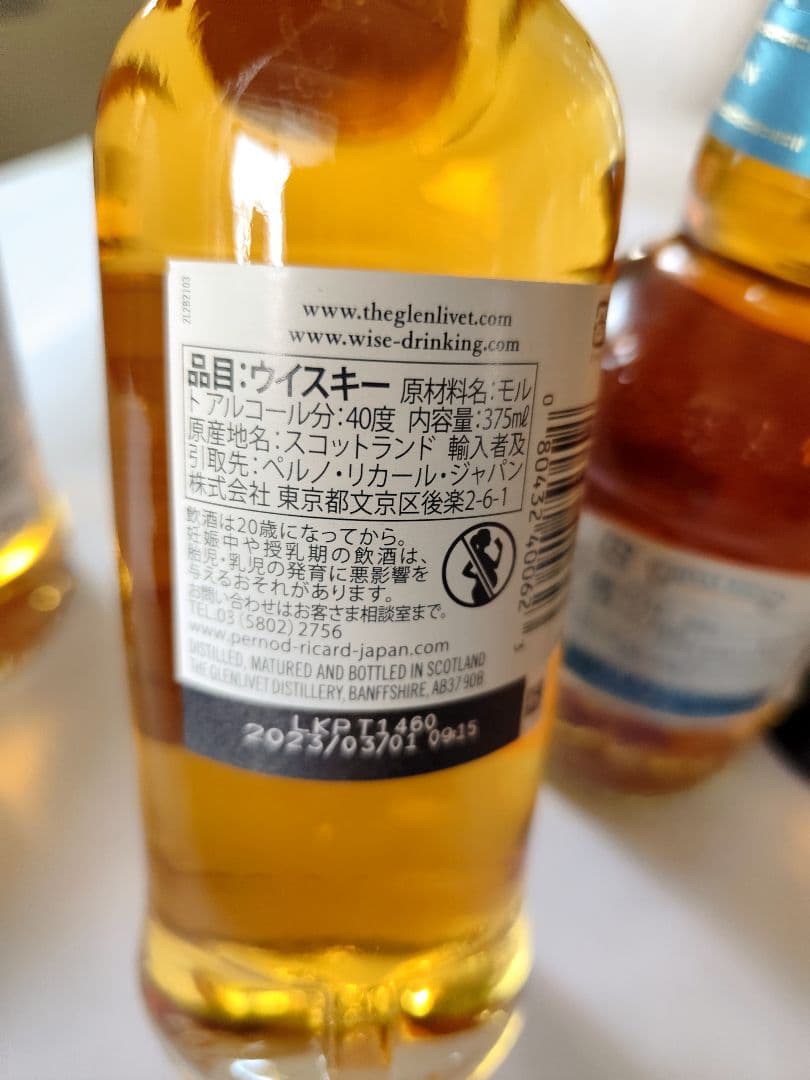 2L282103
www.theglenlivet.com
www.wise-drinking.com
品目:ウイスキー 原材料名:モル
ト アルコール分:40度 内容量:375mℓ
原産地名:スコットランド 輸入者及
引取先:ペルノ・リカール・ジャパン
株式会社 東京都文京区後楽2-6-1
飲酒は20歳になってから。
妊娠中や授乳期の飲酒は、
胎児・乳児の発育に悪影響を
与えるおそれがあります。
お問い合わせはお客さま相談室まで。
TEL.03 (5802) 2756
www.pernod-ricard-japan.com
DISTILLED, MATURED AND BOTTLED IN SCOTLAND
THE GLENLIVET DISTILLERY, BANFFSHIRE, AB37 9DB
LKPT1460
2023/03/01 09:15
0 80432 40062 3